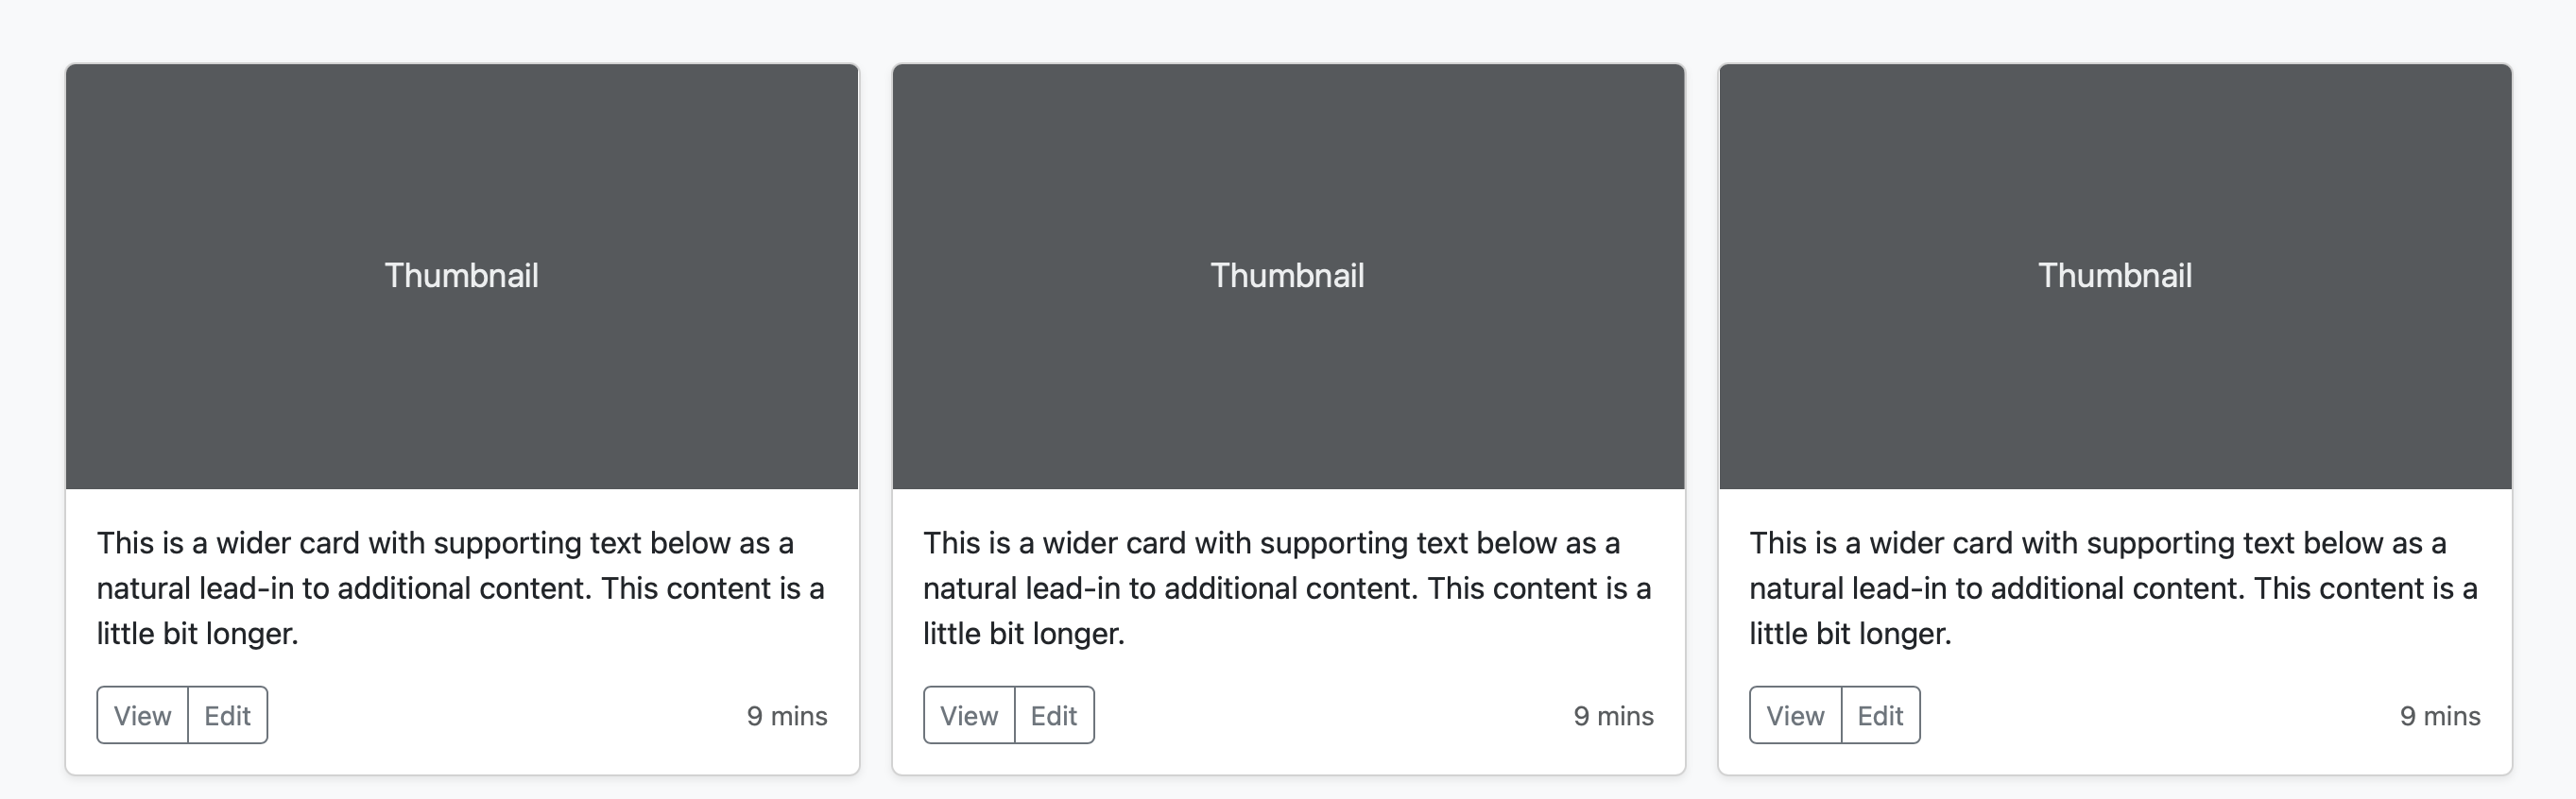 Thumbnail
This is a wider card with supporting text below as a
natural lead-in to additional content. This content is a
little bit longer.
View Edit 9 mins
Thumbnail
This is a wider card with supporting text below as a
natural lead-in to additional content. This content is a
little bit longer.
View Edit 9 mins
Thumbnail
This is a wider card with supporting text below as a
natural lead-in to additional content. This content is a
little bit longer.
View Edit 9 mins